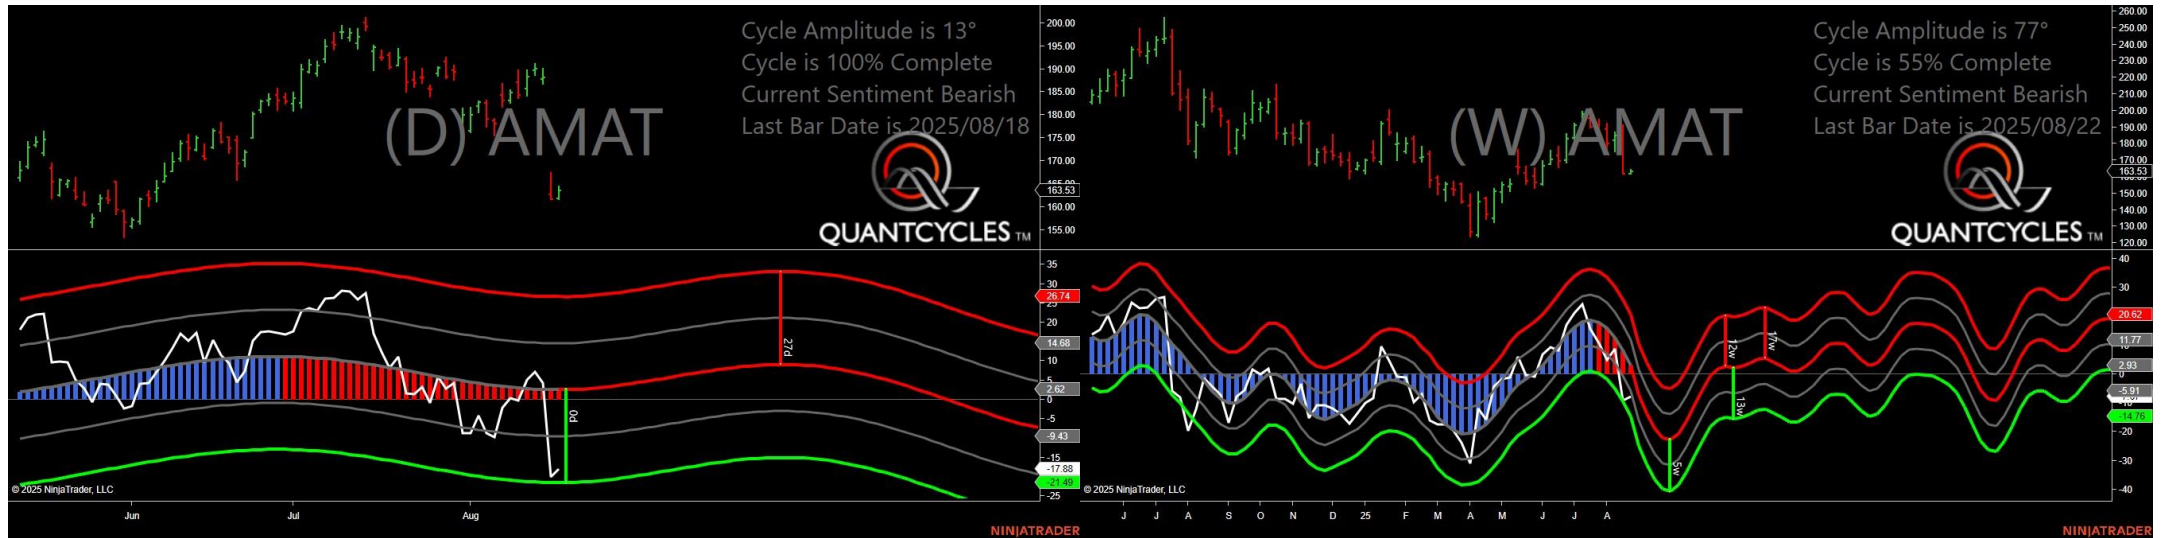 Cycle Amplitude is 13°
Cycle is 100% Complete
Current Sentiment Bearish
Last Bar Date is 2025/08/18
(D) AMAT
QUANTCYCLES TM
200.00
195.00
190.00
185.00
180.00
175.00
170.00
163.53
160.00
155.00
35
30
26.74
20
14.68
10
2.62
0
-5
-9.43
-15
-17.88
-21.49
-25
27d
0d
© 2025 NinjaTrader, LLC
Jun Jul Aug
NINJATRADER
Cycle Amplitude is 77°
Cycle is 55% Complete
Current Sentiment Bearish
Last Bar Date is 2025/08/22
(W) AMAT
QUANTCYCLES TM
260.00
250.00
240.00
230.00
220.00
210.00
200.00
190.00
180.00
170.00
163.53
150.00
140.00
130.00
120.00
40
30
20.62
11.77
2.93
0
-5.91
-14.76
-20
-30
-40
12w
17w
13w
5w
© 2025 NinjaTrader, LLC
J J A S O N D 25 F M A M J J A
NINJATRADER